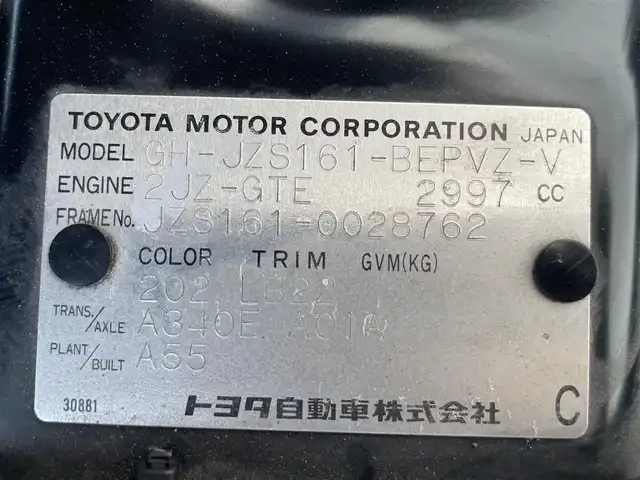 TOYOTA MOTOR CORPORATION JAPAN
MODEL GH-JZS161-BEPVZ-V
ENGINE 2JZ-GTE 2997 CC
FRAME No. JZS161-0028762
COLOR TRIM GVM(KG)
202 LB22
TRANS./AXLE A340E A01A
PLANT/BUILT A55
30881 トヨタ自動車株式会社 C